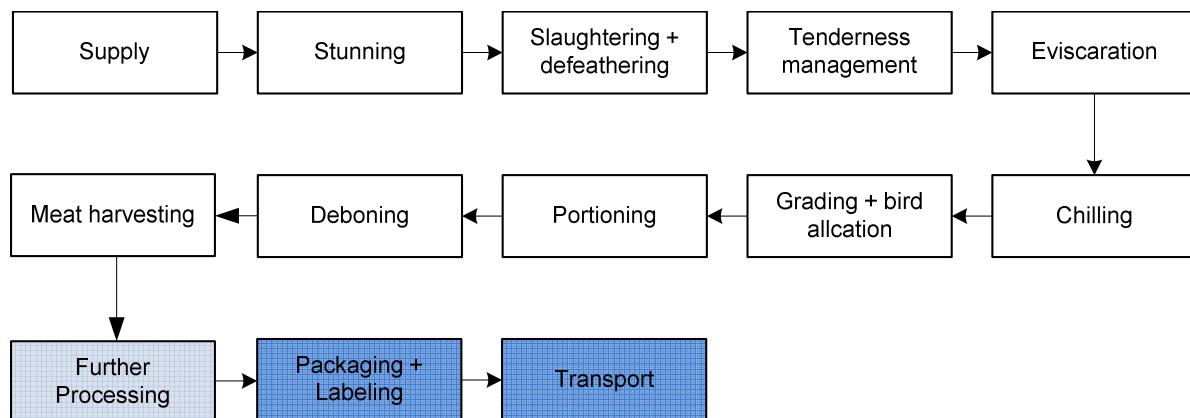 Supply
Stunning
Slaughtering +
defeathering
Tenderness
management
Eviscaration
Meat harvesting
Deboning
Portioning
Grading + bird
allcation
Chilling
Further
Processing
Packaging +
Labeling
Transport